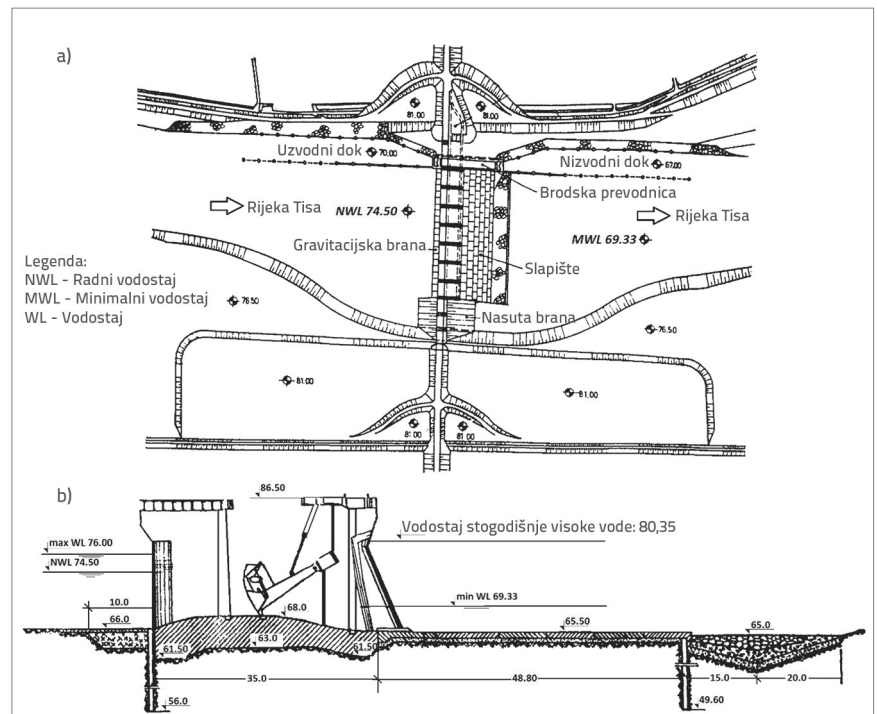 a)
81.00
81.00
Uzvodni dok
70.00
Nizvodni dok
67.00
Brodska prevodnica
Rijeka Tisa
NWL 74.50
Rijeka Tisa
MWL 69.33
Gravitacijska brana
Slapište
Legenda:
NWL - Radni vodostaj
MWL - Minimalni vodostaj
WL - Vodostaj
76.50
Nasuta brana
76.50
81.00
81.00
81.00
81.00
b)
86.50
Vodostaj stogodišnje visoke vode: 80,35
max WL 76.00
NWL 74.50
10.0
66.0
68.0
min WL 69.33
65.50
65.0
61.50
63.0
61.50
35.0
48.80
15.0
20.0
56.0
49.60